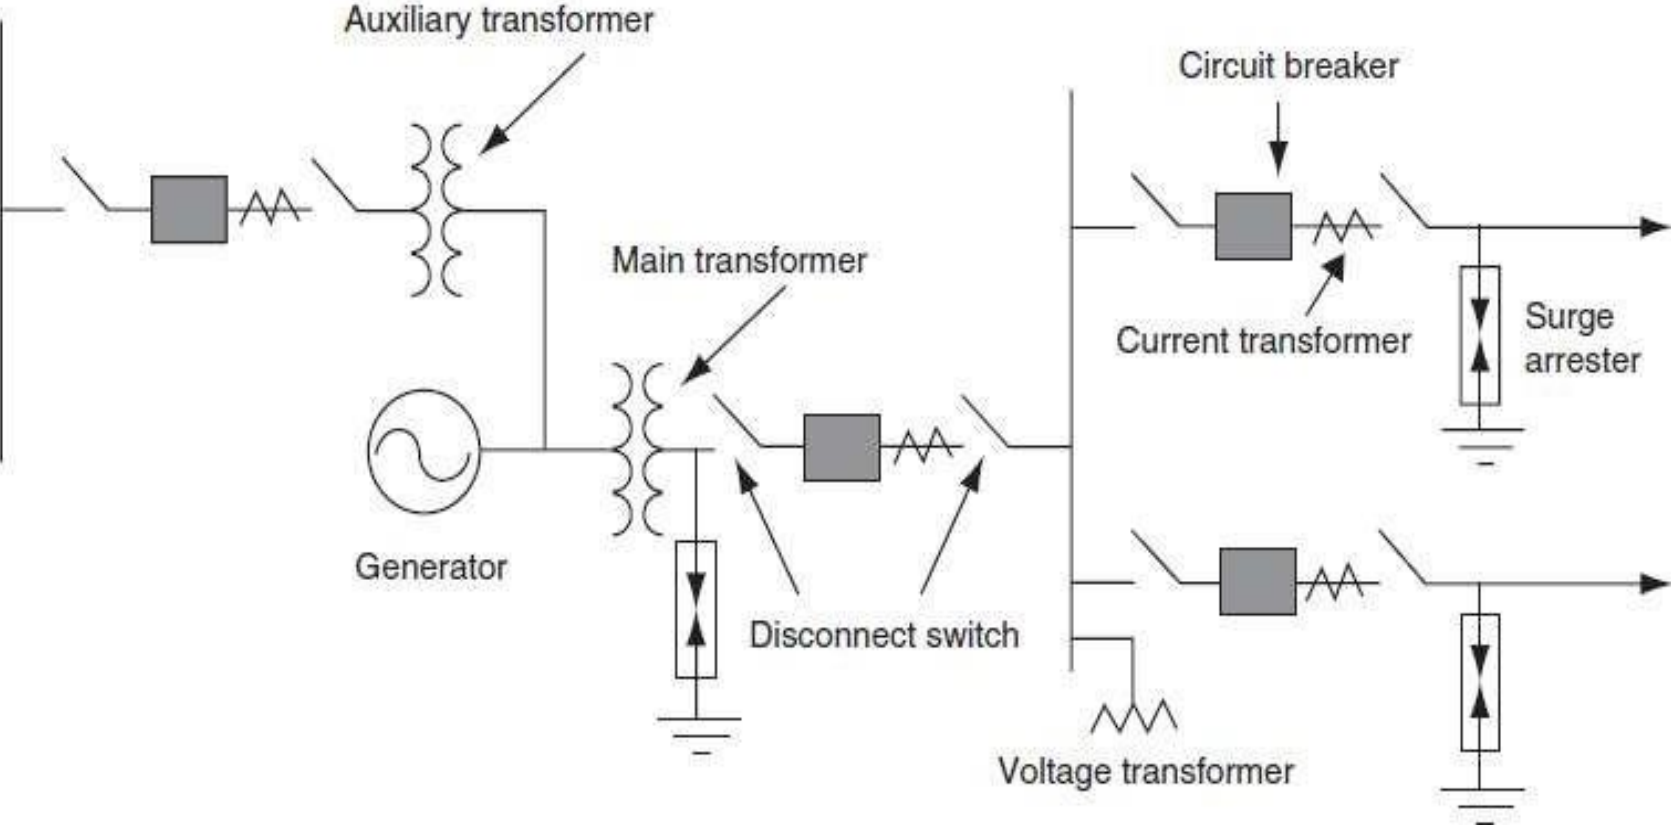 Auxiliary transformer
Circuit breaker
Main transformer
Current transformer
Surge
arrester
Generator
Disconnect switch
Voltage transformer